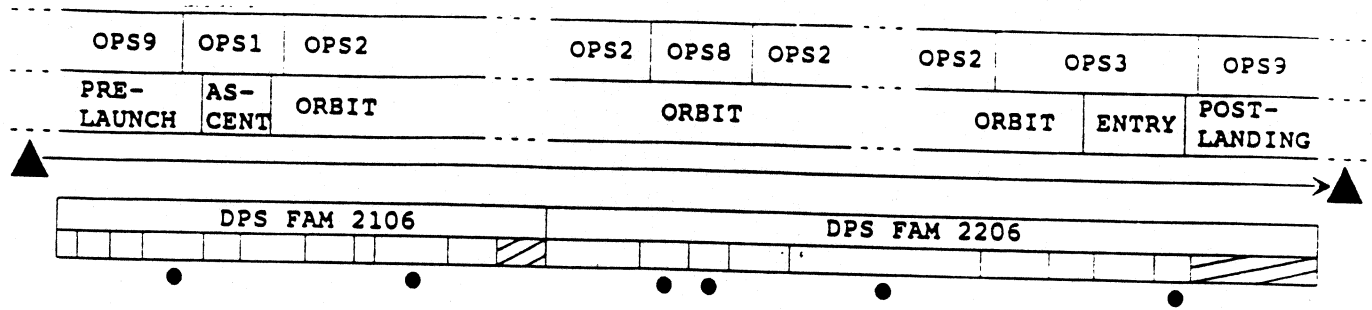 OPS9 OPS1 OPS2 OPS2 OPS8 OPS2 OPS2 OPS3 OPS9
PRE- AS- POST-
LAUNCH CENT ORBIT ORBIT ORBIT ENTRY LANDING
DPS FAM 2106 DPS FAM 2206